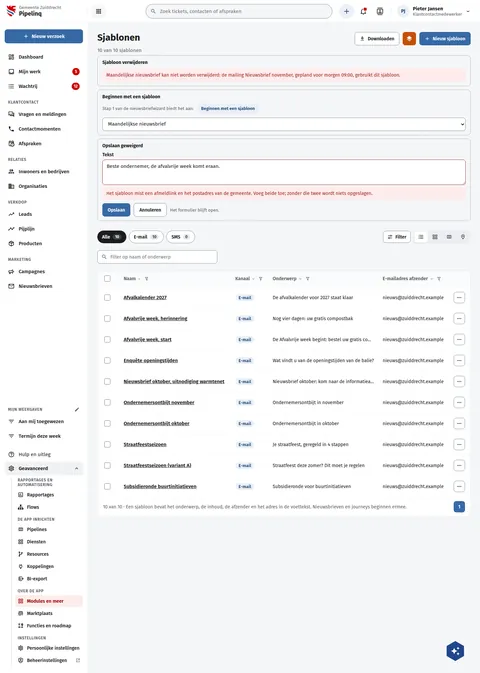 Gemeente Zuiddrecht
Pipelinq
Zoek tickets, contacten of afspraken
PJ
Pieter Jansen
Klantcontactmedewerker
+ Nieuw verzoek
Dashboard
Mijn werk
Wachtrij
KLANTCONTACT
Vragen en meldingen
Contactmomenten
Afspraken
RELATIES
Inwoners en bedrijven
Organisaties
VERKOOP
Leads
Pijplijn
Producten
MARKETING
Campagnes
Nieuwsbrieven
MIJN WEERGAVEN
Aan mij toegewezen
Termijn deze week
Hulp en uitleg
Geavanceerd
RAPPORTAGES EN
AUTOMATISERING
Rapportages
Flows
DE APP INRICHTEN
Pipelines
Diensten
Resources
Koppelingen
BI-export
OVER DE APP
Modules en meer
Marktplaats
Functies en roadmap
INSTELLINGEN
Persoonlijke instellingen
Beheerinstellingen
Sjablonen
10 van 10 sjablonen
Downloaden
+ Nieuw sjabloon
Sjabloon verwijderen
Maandelijkse nieuwsbrief kan niet worden verwijderd: de mailing Nieuwsbrief november, gepland voor morgen 09:00, gebruikt dit sjabloon.
Beginnen met een sjabloon
Stap 1 van de nieuwsbriefwizard biedt het aan. Beginnen met een sjabloon
Maandelijkse nieuwsbrief
Opslaan geweigerd
Tekst
Beste ondernemer, de afvalvrije week komt eraan.
Het sjabloon mist een afmeldlink en het postadres van de gemeente. Voeg beide toe; zonder die twee wordt niets opgeslagen.
Opslaan Annuleren Het formulier blijft open.
Alle 10 E-mail 10 SMS 0 Filter
Filter op naam of onderwerp
Naam Kanaal Onderwerp E-mailadres afzender
Afvalkalender 2027 E-mail De afvalkalender voor 2027 staat klaar nieuws@zuiddrecht.example
Afvalvrije week, herinnering E-mail Nog vier dagen: uw gratis compostbak nieuws@zuiddrecht.example
Afvalvrije week, start E-mail De Afvalvrije week begint: bestel uw gratis co... nieuws@zuiddrecht.example
Enquête openingstijden E-mail Wat vindt u van de openingstijden van de balie? nieuws@zuiddrecht.example
Nieuwsbrief oktober, uitnodiging warmtenet E-mail Nieuwsbrief oktober: kom naar de informatiea... nieuws@zuiddrecht.example
Ondernemersontbijt november E-mail Ondernemersontbijt in november nieuws@zuiddrecht.example
Ondernemersontbijt oktober E-mail Ondernemersontbijt in oktober nieuws@zuiddrecht.example
Straatfeestseizoen E-mail Je straatfeest, geregeld in 4 stappen nieuws@zuiddrecht.example
Straatfeestseizoen (variant A) E-mail Straatfeest deze zomer? Dit moet je regelen nieuws@zuiddrecht.example
Subsidieronde buurtinitiatieven E-mail Subsidieronde voor buurtinitiatieven nieuws@zuiddrecht.example
10 van 10 · Een sjabloon bevat het onderwerp, de inhoud, de afzender en het adres in de voettekst. Nieuwsbrieven en journeys beginnen ermee.
1